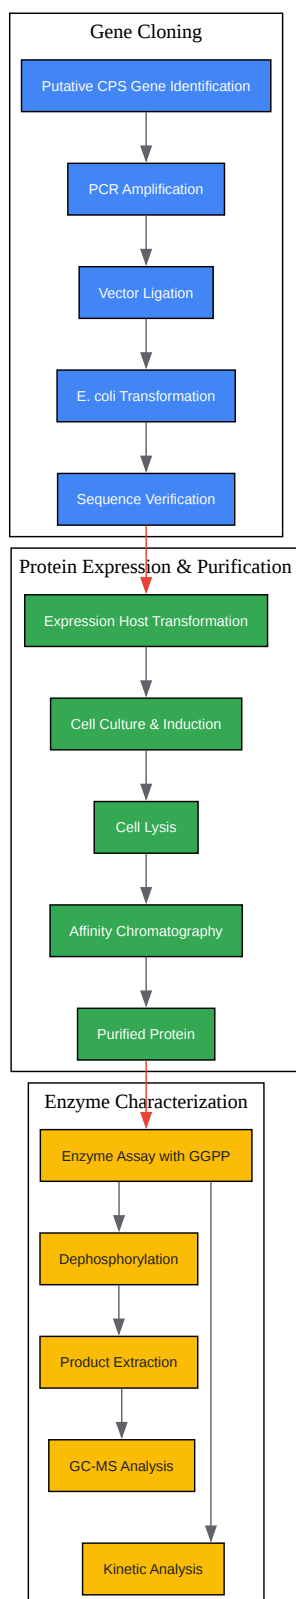 Gene Cloning
Putative CPS Gene Identification
PCR Amplification
Vector Ligation
E. coli Transformation
Sequence Verification
Protein Expression & Purification
Expression Host Transformation
Cell Culture & Induction
Cell Lysis
Affinity Chromatography
Purified Protein
Enzyme Characterization
Enzyme Assay with GGPP
Dephosphorylation
Product Extraction
GC-MS Analysis
Kinetic Analysis